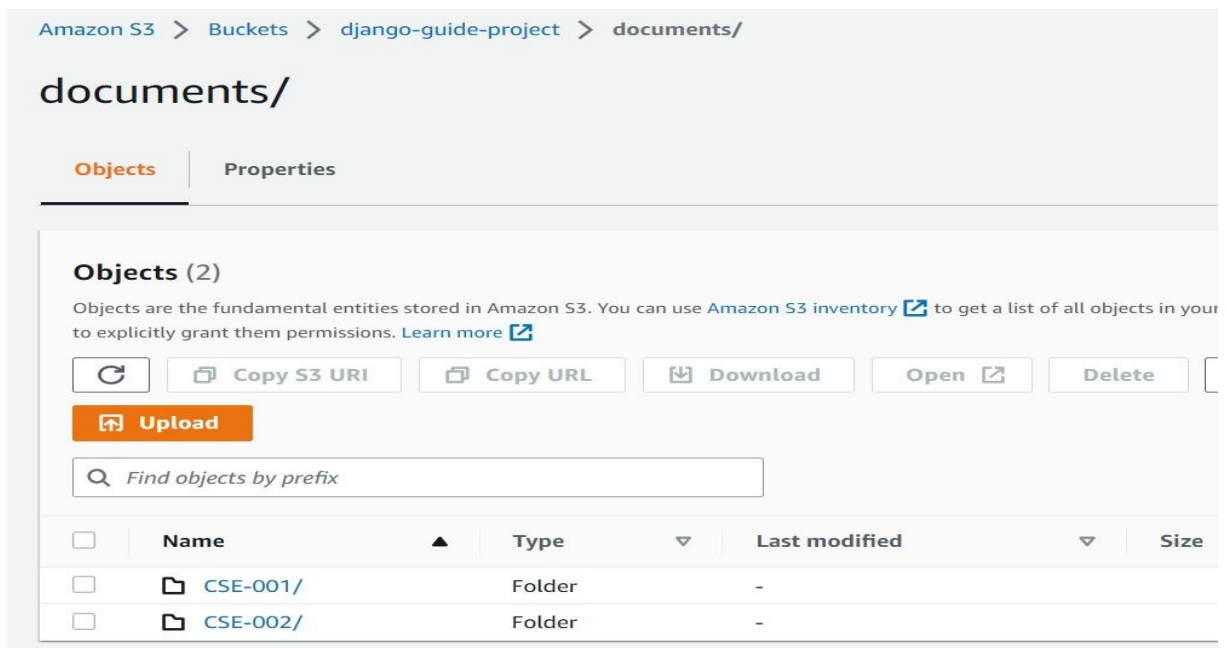 Amazon S3 > Buckets > django-guide-project > documents/
documents/
Objects Properties
Objects (2)
Objects are the fundamental entities stored in Amazon S3. You can use Amazon S3 inventory to get a list of all objects in your
to explicitly grant them permissions. Learn more
Copy S3 URI Copy URL Download Open Delete
Upload
Find objects by prefix
Name Type Last modified Size
CSE-001/ Folder -
CSE-002/ Folder -